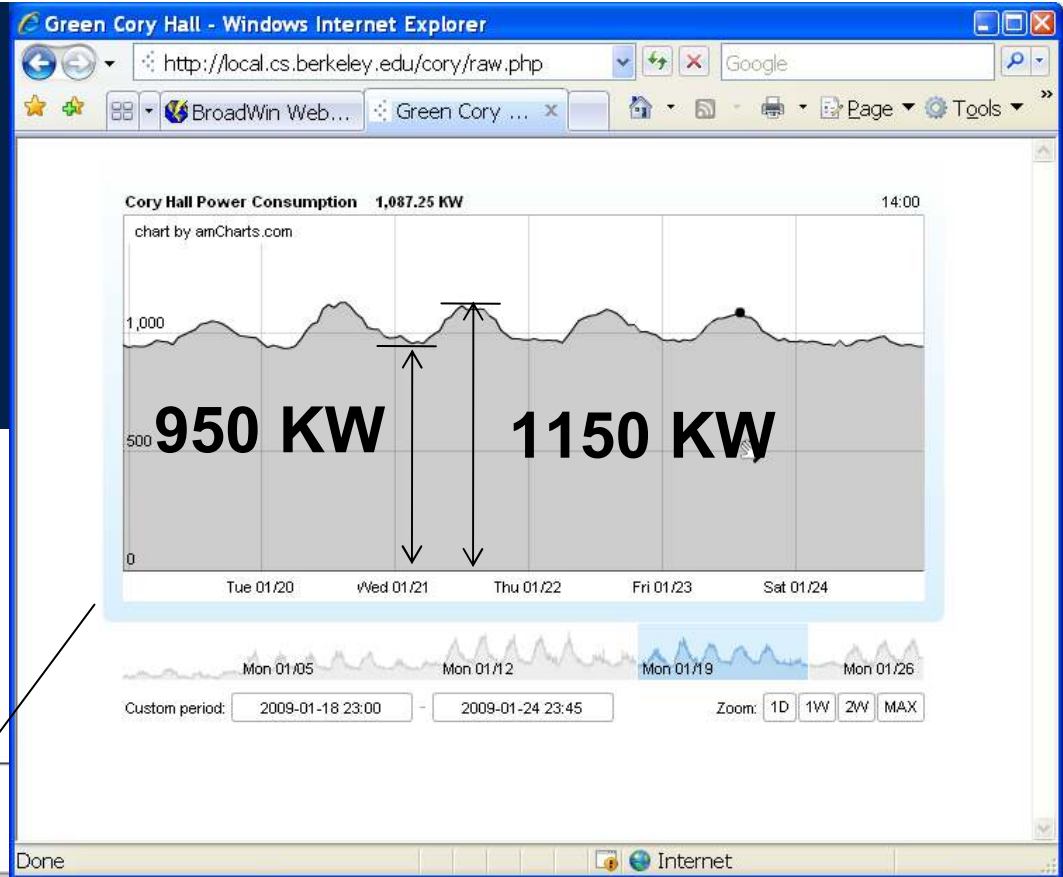 Green Cory Hall - Windows Internet Explorer
http://local.cs.berkeley.edu/cory/raw.php
Google
BroadWin Web...
Green Cory ...
x
Page
Tools
»
Cory Hall Power Consumption 1,087.25 KW
14:00
chart by amCharts.com
1,000
950 KW
1150 KW
500
0
Tue 01/20
Wed 01/21
Thu 01/22
Fri 01/23
Sat 01/24
Mon 01/05
Mon 01/12
Mon 01/19
Mon 01/26
Custom period: 2009-01-18 23:00 - 2009-01-24 23:45
Zoom: 1D 1W 2W MAX
Done
Internet